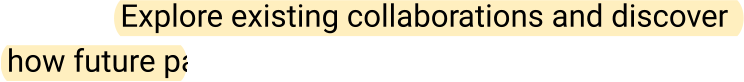 Explore existing collaborations and discover
how future